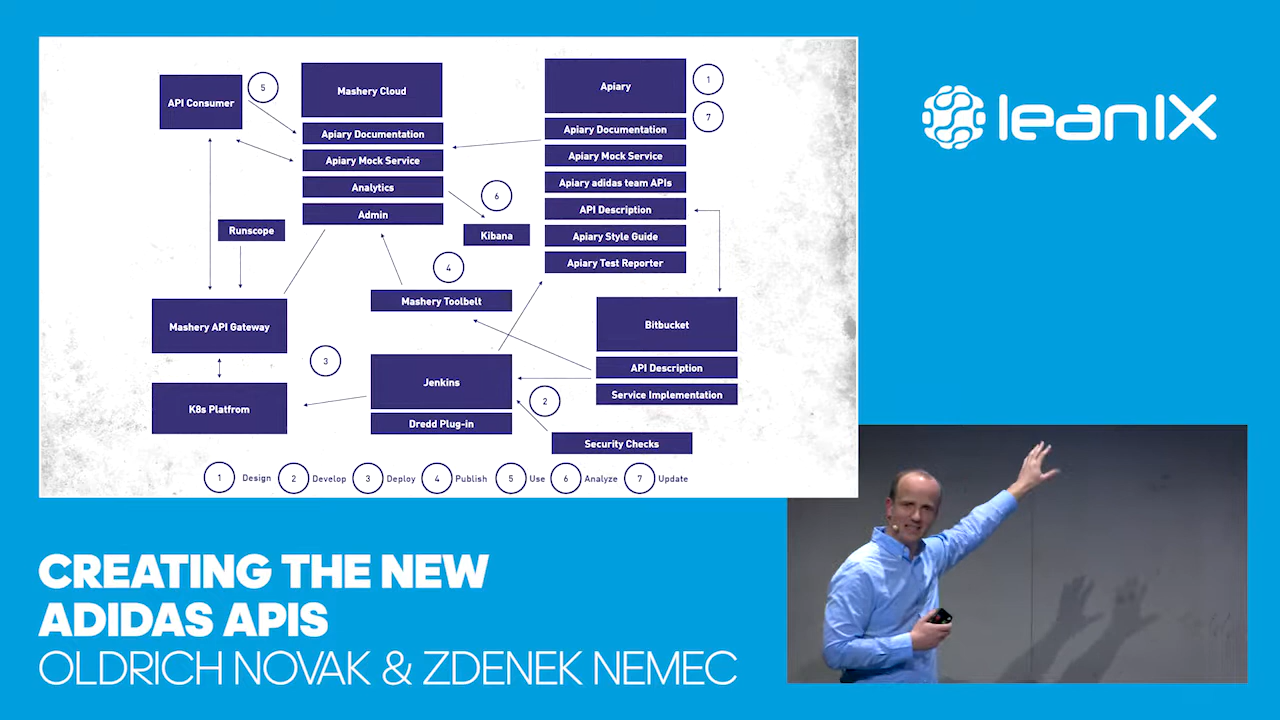 API Consumer
5
Mashery Cloud
Apiary Documentation
Apiary Mock Service
Analytics
Admin
Apiary
1
7
Apiary Documentation
Apiary Mock Service
Apiary adidas team APIs
API Description
Apiary Style Guide
Apiary Test Reporter
6
Kibana
Runscope
4
Mashery Toolbelt
Mashery API Gateway
K8s Platfrom
3
Jenkins
Dredd Plug-in
2
Bitbucket
API Description
Service Implementation
Security Checks
1 Design 2 Develop 3 Deploy 4 Publish 5 Use 6 Analyze 7 Update
leanIX
CREATING THE NEW
ADIDAS APIS
OLDRICH NOVAK & ZDENEK NEMEC